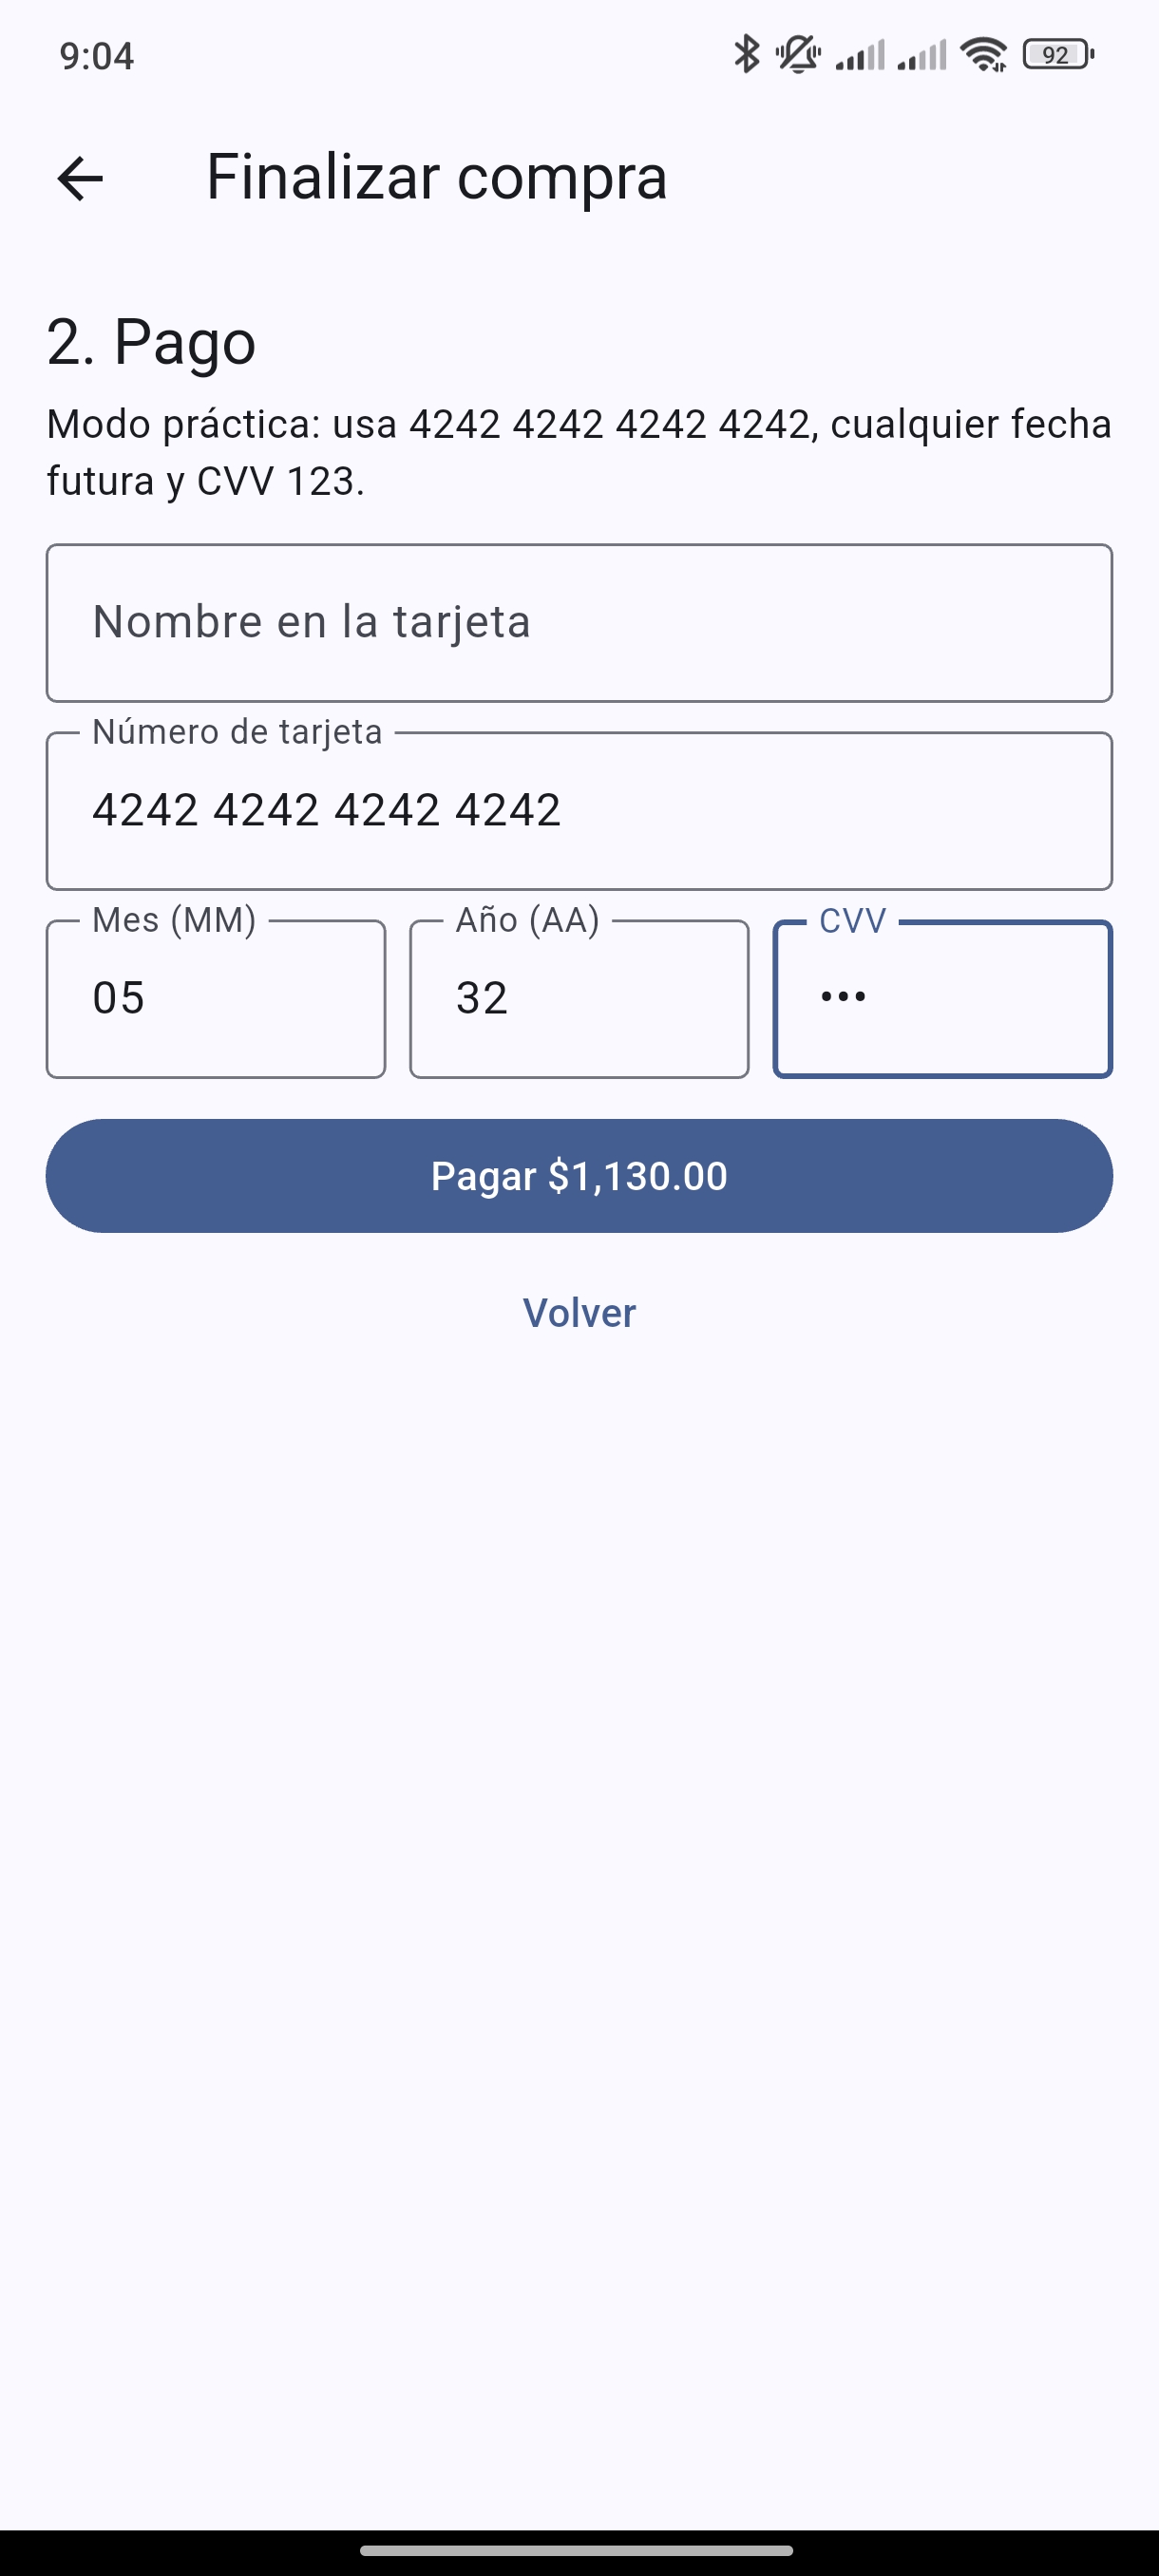 9:04
92
Finalizar compra
2. Pago
Modo práctica: usa 4242 4242 4242 4242, cualquier fecha
futura y CVV 123.
Nombre en la tarjeta
Número de tarjeta
4242 4242 4242 4242
Mes (MM)
Año (AA)
CVV
05
32
•••
Pagar $1,130.00
Volver